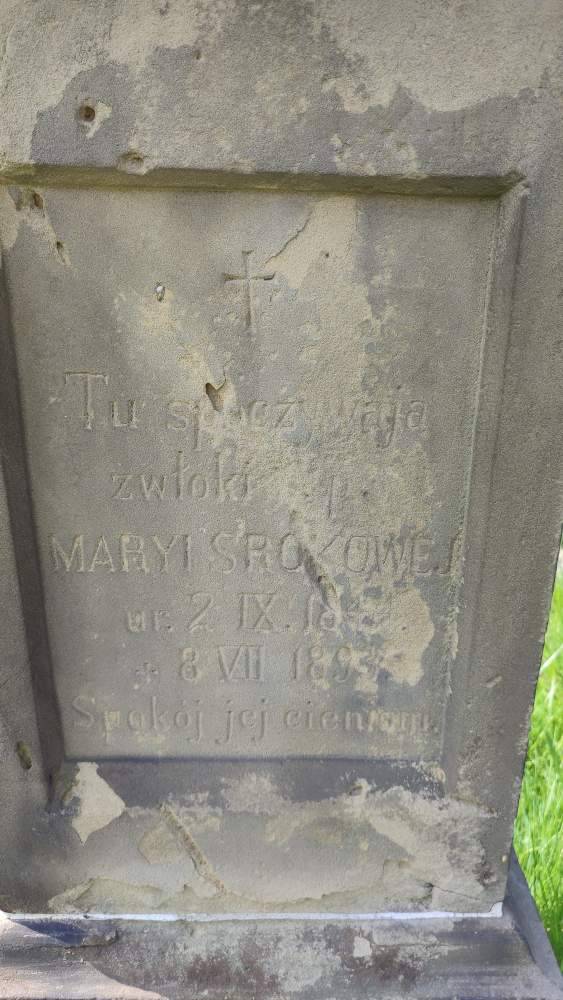 Tu spoczywają
zwłoki ś p
MARYI SROKOWEJ
ur. 2 IX.
+ 8 VII
Spokój jej cieniom.